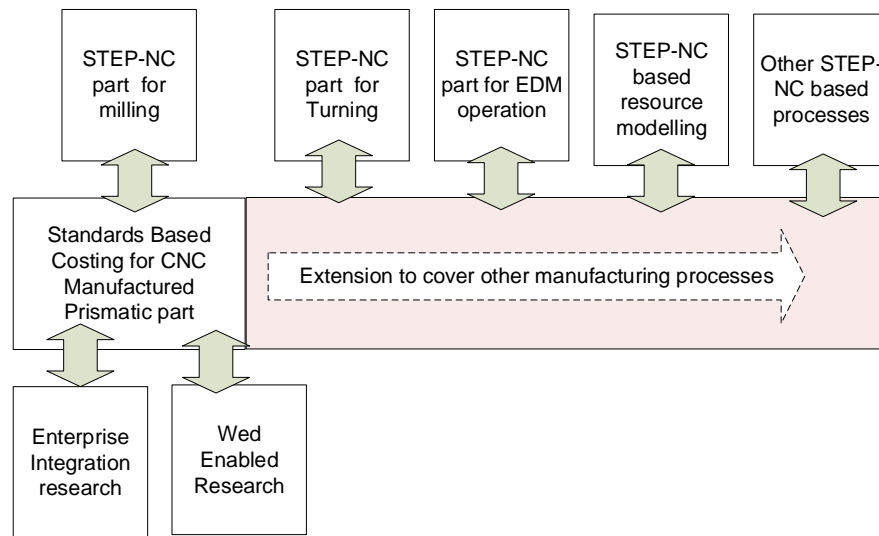 STEP-NC
part for
milling
STEP-NC
part for
Turning
STEP-NC
part for EDM
operation
STEP-NC
based
resource
modelling
Other STEP-
NC based
processes
Standards Based
Costing for CNC
Manufactured
Prismatic part
Extension to cover other manufacturing processes
Enterprise
Integration
research
Wed
Enabled
Research